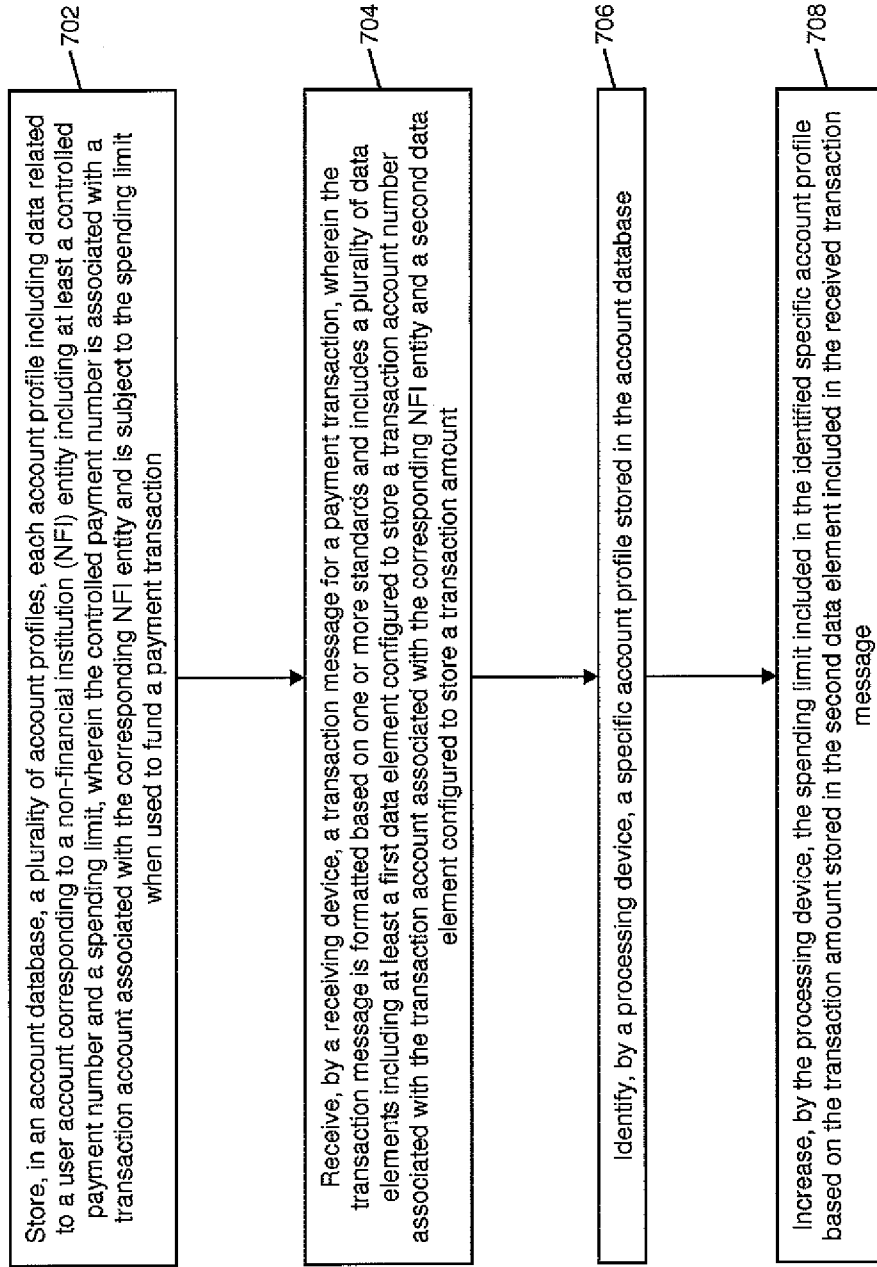 Store, in an account database, a plurality of account profiles, each account profile including data related
to a user account corresponding to a non-financial institution (NFI) entity including at least a controlled
payment number and a spending limit, wherein the controlled payment number is associated with a
transaction account associated with the corresponding NFI entity and is subject to the spending limit
when used to fund a payment transaction
702
Receive, by a receiving device, a transaction message for a payment transaction, wherein the
transaction message is formatted based on one or more standards and includes a plurality of data
elements including at least a first data element configured to store a transaction account number
associated with the transaction account associated with the corresponding NFI entity and a second data
element configured to store a transaction amount
704
Identify, by a processing device, a specific account profile stored in the account database
706
Increase, by the processing device, the spending limit included in the identified specific account profile
based on the transaction amount stored in the second data element included in the received transaction
message
708